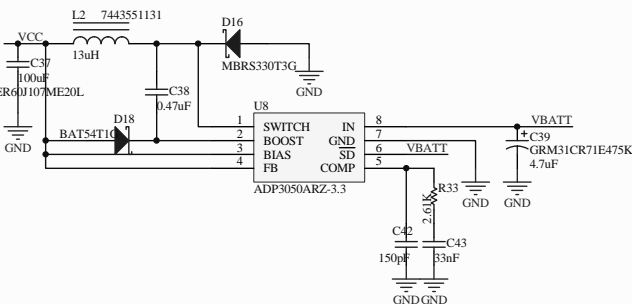 L2 7443551131
D16
VCC
C37
13uH
MBRS330T3G
100uF
C38
GND
ER60J107ME20L
0.47uF
U8
D18
1 SWITCH IN 8 VBATT
GND BAT54T1G 2 BOOST GND 7 C39
3 BIAS SD 6 VBATT GRM31CR71E475K
4 FB COMP 5 4.7uF
ADP3050ARZ-3.3
R33
2.61K
GND GND
C42 C43
150pF 33nF
GND GND